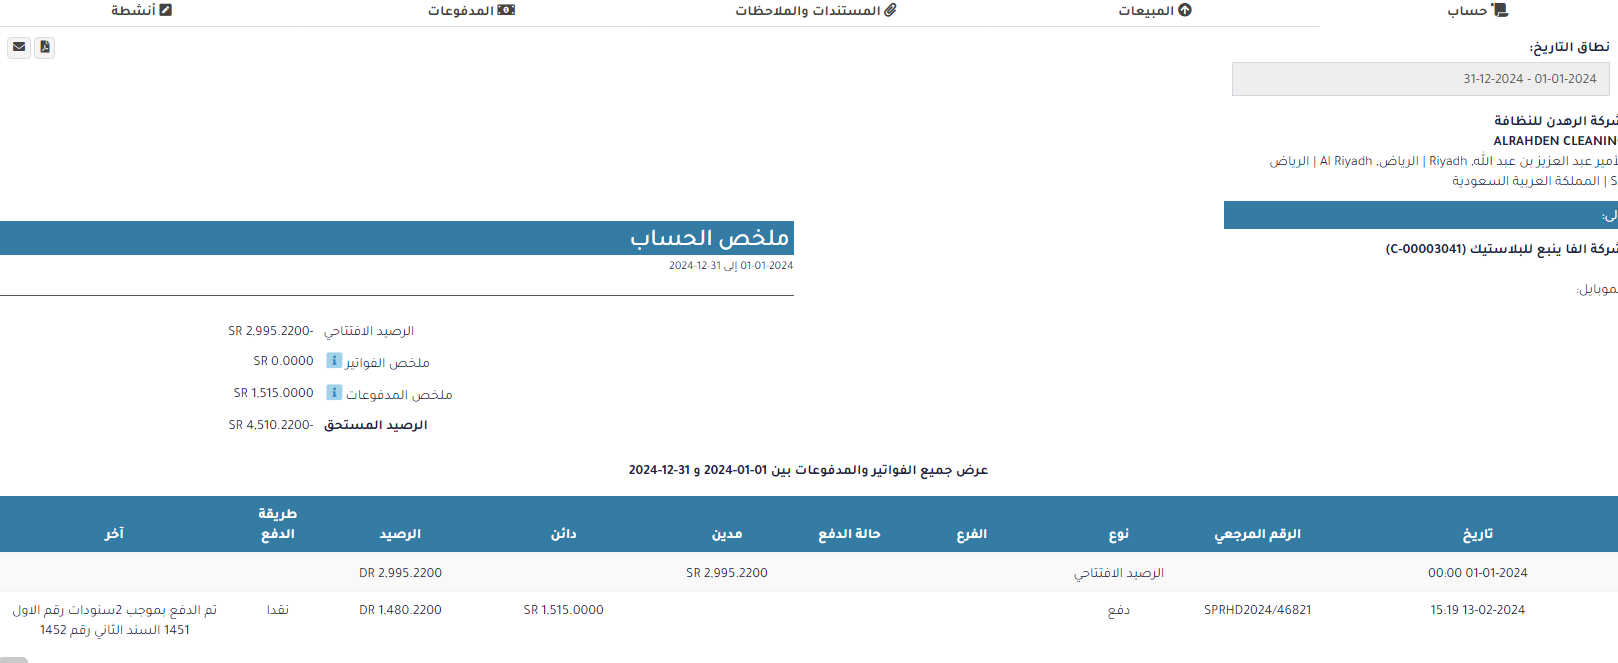 حساب
المبيعات
المستندات والملاحظات
المدفوعات
أنشطة
نطاق التاريخ:
01-01-2024 - 31-12-2024
شركة الرهدن للنظافة
ALRAHDEN CLEANING
أمير عبد العزيز بن عبد الله, Riyadh | الرياض, Al Riyadh | الرياض
S | المملكة العربية السعودية
لى:
شركة الفا ينبع للبلاستيك (C-00003041)
موبايل:
ملخص الحساب
01-01-2024 إلى 31-12-2024
الرصيد الافتتاحي SR 2,995.2200-
ملخص الفواتير SR 0.0000
ملخص المدفوعات SR 1,515.0000
الرصيد المستحق SR 4,510.2200-
عرض جميع الفواتير والمدفوعات بين 01-01-2024 و 31-12-2024
تاريخ الرقم المرجعي نوع الفرع حالة الدفع مدين دائن الرصيد طريقة الدفع آخر
01-01-2024 00:00 الرصيد الافتتاحي SR 2,995.2200 DR 2,995.2200
13-02-2024 15:19 SPRHD2024/46821 دفع SR 1,515.0000 DR 1,480.2200 نقدا تم الدفع بموجب 2سنودات رقم الاول
1451 السند الثاني رقم 1452